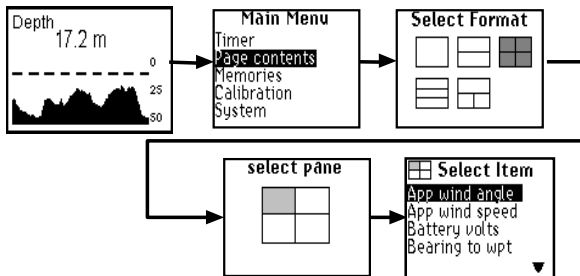 Depth
17.2 m
0
25
50
Main Menu
Timer
Page contents
Memories
Calibration
System
Select Format
select pane
Select Item
App wind angle
App wind speed
Battery volts
Bearing to wpt